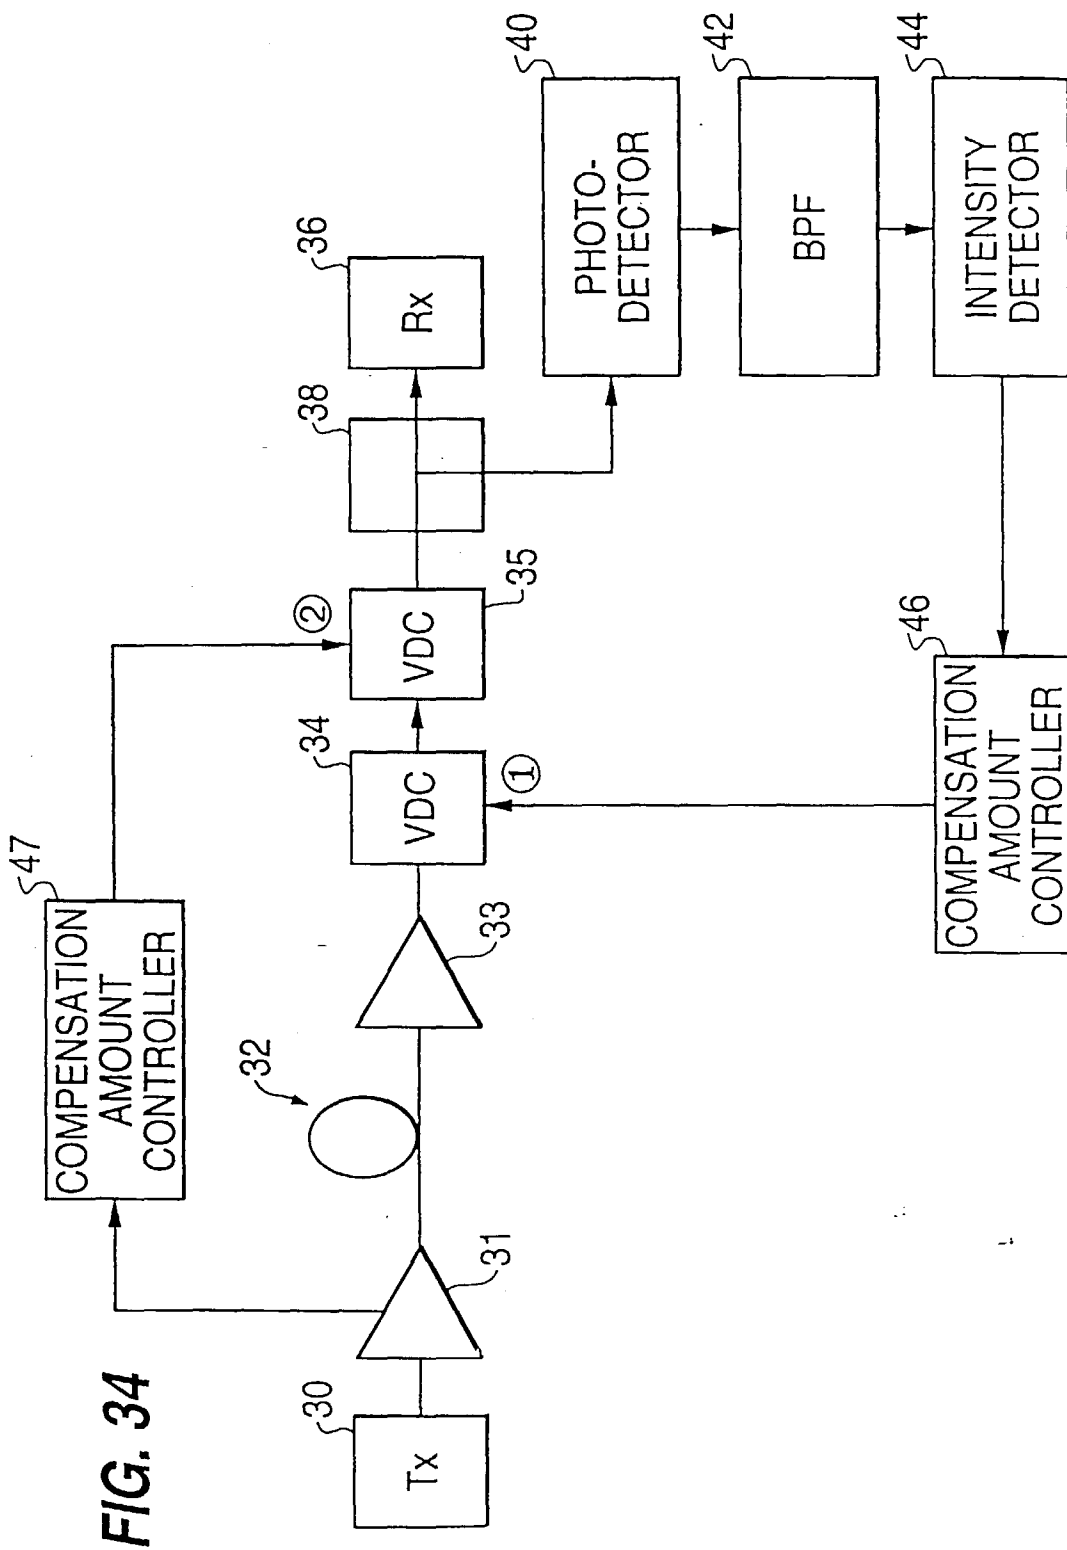 FIG. 34
47
COMPENSATION
AMOUNT
CONTROLLER
30
Tx
31
32
33
34
VDC
①
②
VDC
35
38
36
Rx
40
PHOTO-
DETECTOR
42
BPF
44
INTENSITY
DETECTOR
46
COMPENSATION
AMOUNT
CONTROLLER